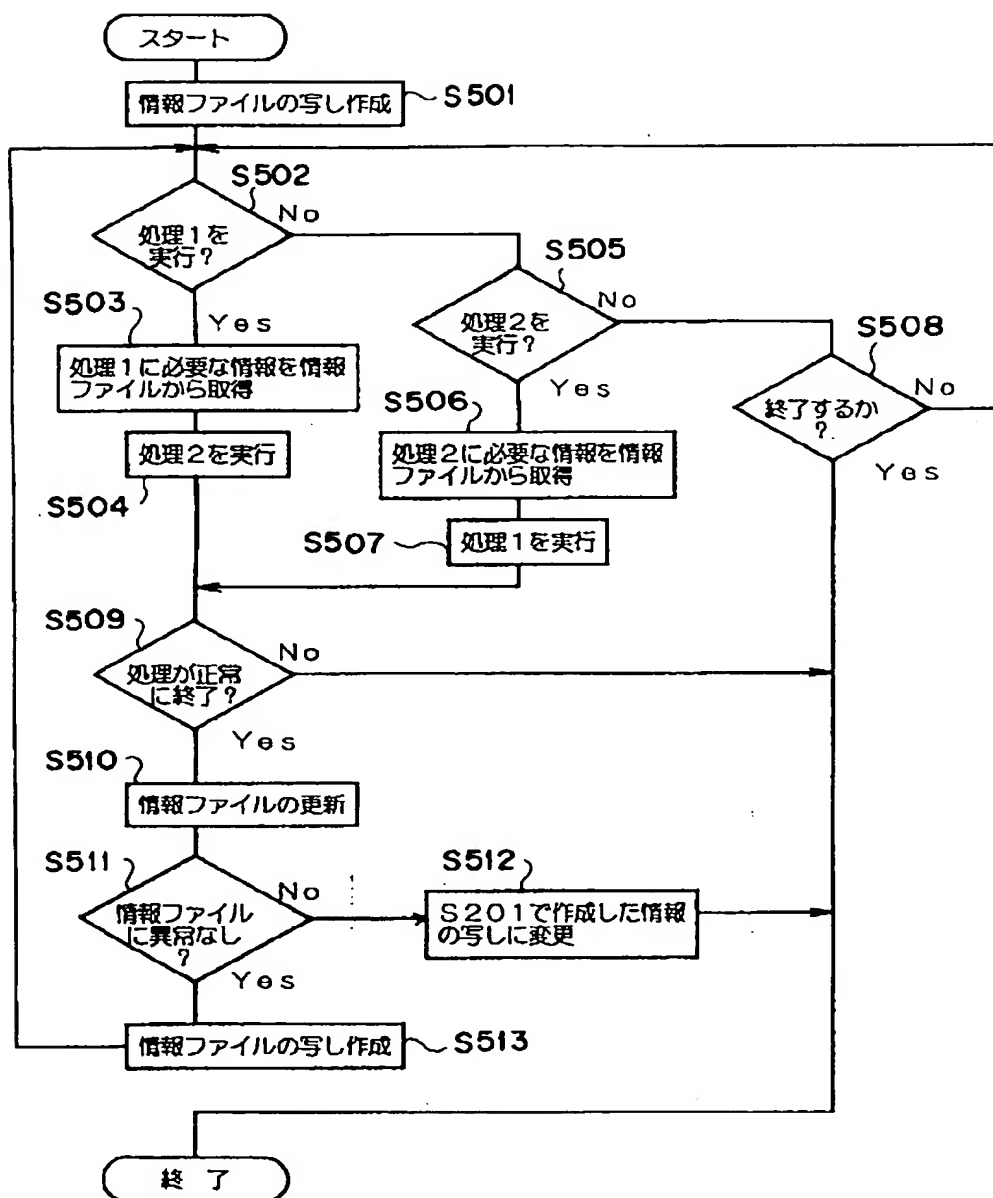 スタート
情報ファイルの写し作成
S501
S502
処理1を
実行?
No
Yes
S503
処理1に必要な情報を情報
ファイルから取得
処理2を実行
S504
S505
処理2を
実行?
No
Yes
S506
処理2に必要な情報を情報
ファイルから取得
S507
処理1を実行
S508
終了するか
?
No
Yes
S509
処理が正常
に終了?
No
Yes
S510
情報ファイルの更新
S511
情報ファイル
に異常なし
?
No
Yes
S512
S201で作成した情報
の写しに変更
情報ファイルの写し作成
S513
終了